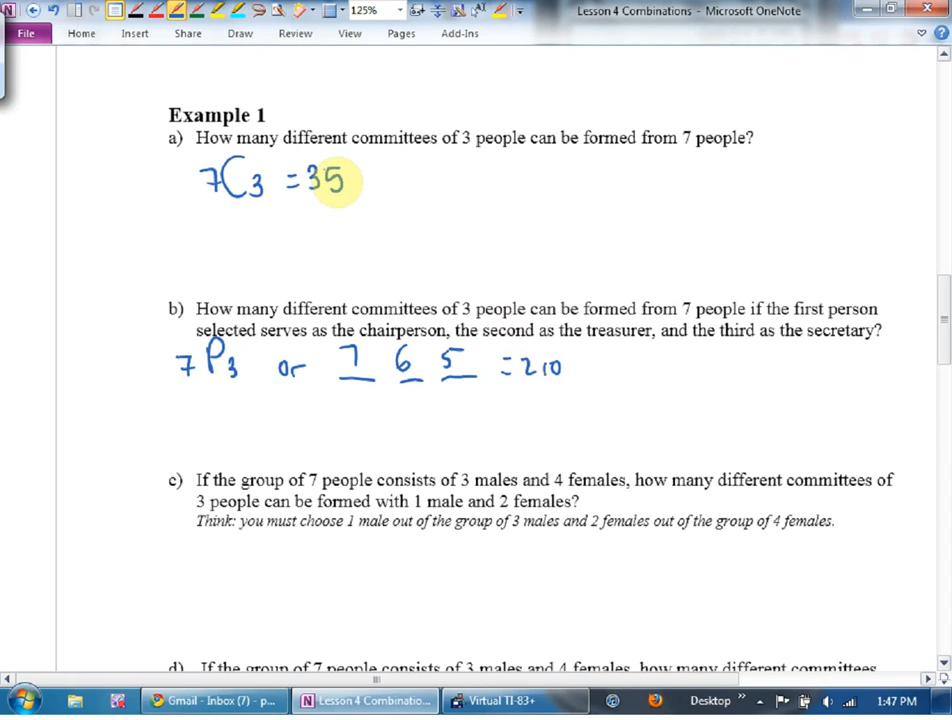 Lesson 4 Combinations - Microsoft OneNote
125%
File Home Insert Share Draw Review View Pages Add-Ins
Example 1
a) How many different committees of 3 people can be formed from 7 people?
7C3 = 35
b) How many different committees of 3 people can be formed from 7 people if the first person
selected serves as the chairperson, the second as the treasurer, and the third as the secretary?
7P3 or 7 6 5 = 210
c) If the group of 7 people consists of 3 males and 4 females, how many different committees of
3 people can be formed with 1 male and 2 females?
Think: you must choose 1 male out of the group of 3 males and 2 females out of the group of 4 females.
d) If the group of 7 people consists of 3 males and 4 females, how many different committees
Gmail - Inbox (7) - p... Lesson 4 Combinatio... Virtual TI-83+ Desktop » 1:47 PM